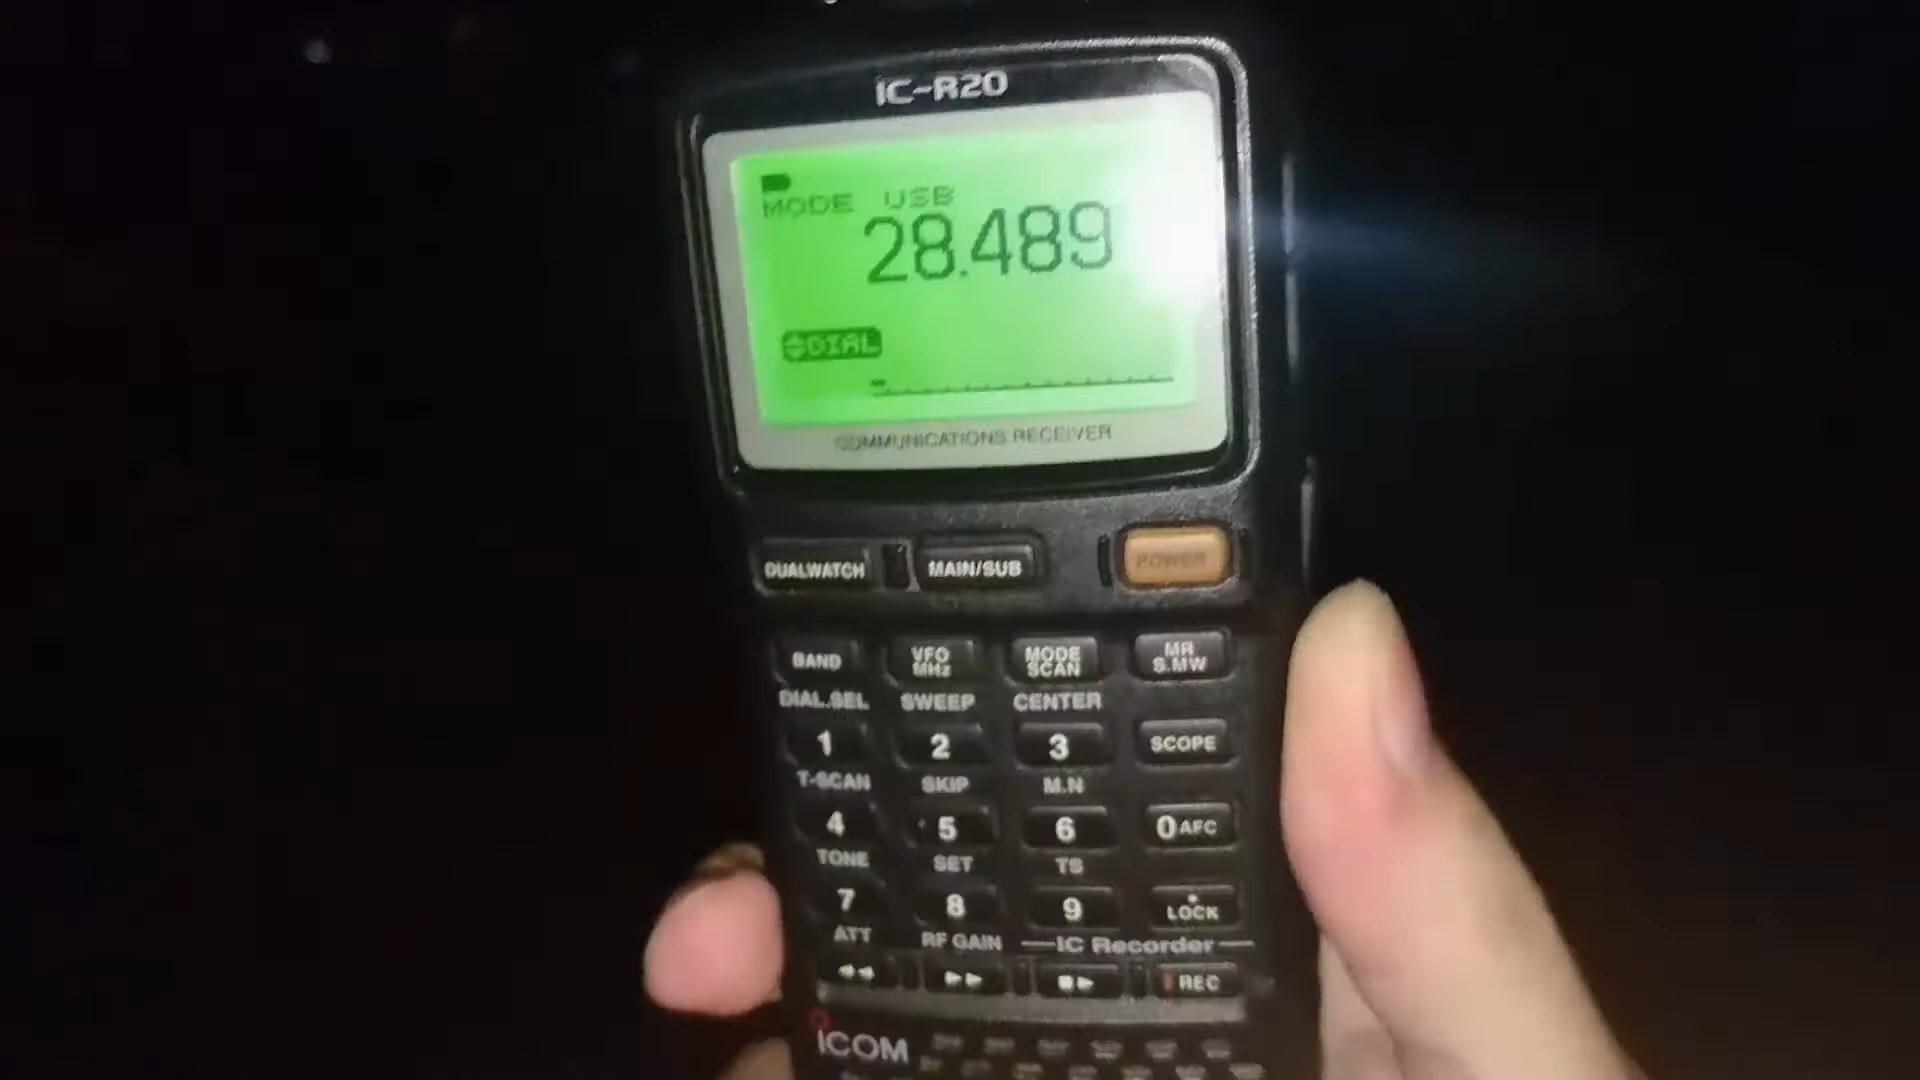 IC-R20
MODE USB
28.489
DIAL
COMMUNICATIONS RECEIVER
DUALWATCH MAIN/SUB POWER
BAND VFO MHz MODE SCAN MR S.MW
DIAL.SEL SWEEP CENTER
1 2 3 SCOPE
T-SCAN SKIP M.N
4 5 6 0 AFC
TONE SET TS
7 8 9 . LOCK
ATT RF GAIN IC Recorder
REC
ICOM